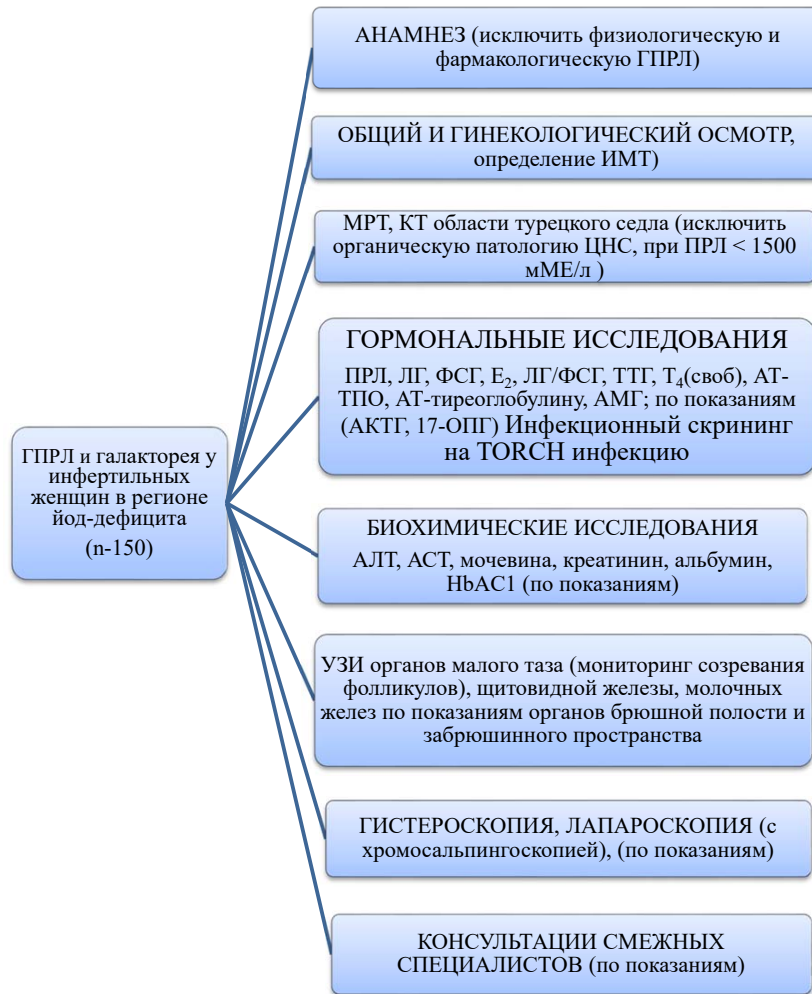 АНАМНЕЗ (исключить физиологическую и
фармакологическую ГПРЛ)
ОБЩИЙ И ГИНЕКОЛОГИЧЕСКИЙ ОСМОТР,
определение ИМТ)
МРТ, КТ области турецкого седла (исключить
органическую патологию ЦНС, при ПРЛ < 1500
мМЕ/л )
ГОРМОНАЛЬНЫЕ ИССЛЕДОВАНИЯ
ПРЛ, ЛГ, ФСГ, Е₂, ЛГ/ФСГ, ТТГ, Т₄(своб), АТ-
ТПО, АТ-тиреоглобулину, АМГ; по показаниям
(АКТГ, 17-ОПГ) Инфекционный скрининг
на TORCH инфекцию
ГПРЛ и галакторея у
инфертильных
женщин в регионе
йод-дефицита
(n-150)
БИОХИМИЧЕСКИЕ ИССЛЕДОВАНИЯ
АЛТ, АСТ, мочевина, креатинин, альбумин,
HbAC1 (по показаниям)
УЗИ органов малого таза (мониторинг созревания
фолликулов), щитовидной железы, молочных
желез по показаниям органов брюшной полости и
забрюшинного пространства
ГИСТЕРОСКОПИЯ, ЛАПАРОСКОПИЯ (с
хромосальпингоскопией), (по показаниям)
КОНСУЛЬТАЦИИ СМЕЖНЫХ
СПЕЦИАЛИСТОВ (по показаниям)